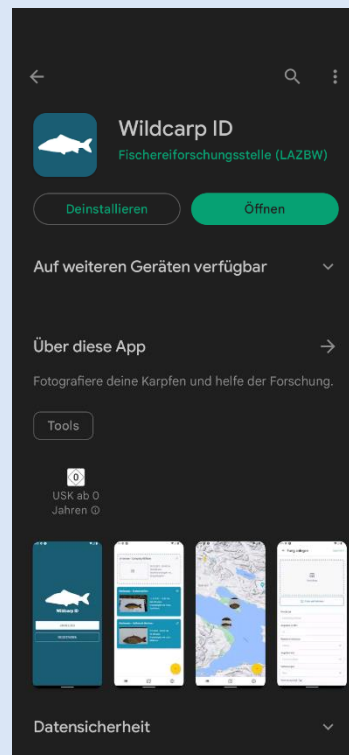 Wildcarp ID
Fischereiforschungsstelle (LAZBW)
Deinstallieren
Öffnen
Auf weiteren Geräten verfügbar
Über diese App
Fotografiere deine Karpfen und helfe der Forschung.
Tools
0
USK ab 0
Jahren
Wildcarp ID
Datensicherheit